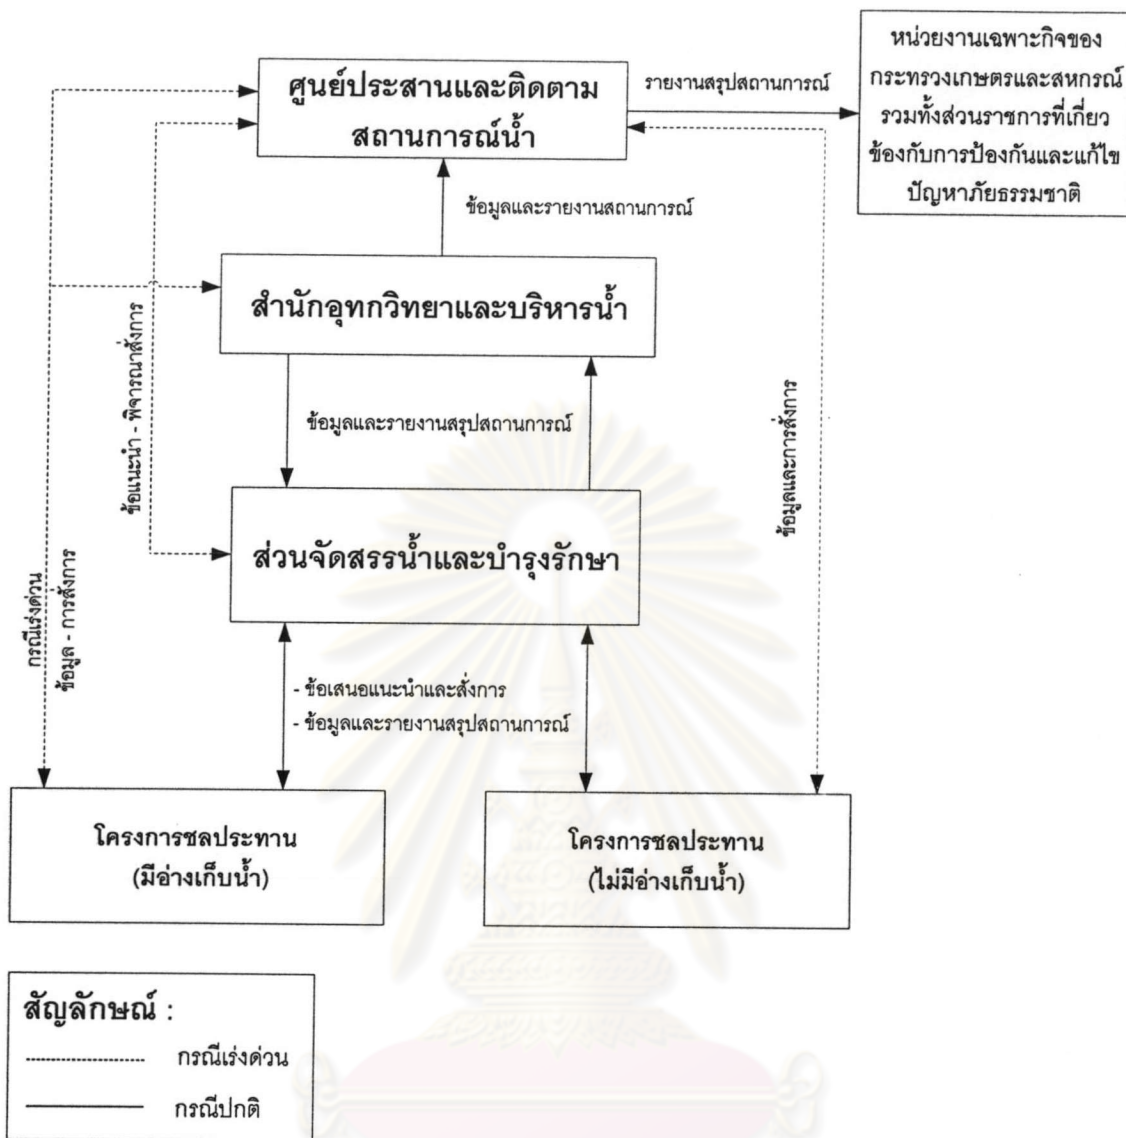 หน่วยงานเฉพาะกิจของ
กระทรวงเกษตรและสหกรณ์
รวมทั้งส่วนราชการที่เกี่ยว
ข้องกับการป้องกันและแก้ไข
ปัญหาภัยธรรมชาติ
ศูนย์ประสานและติดตาม
สถานการณ์น้ำ
รายงานสรุปสถานการณ์
ข้อมูลและรายงานสถานการณ์
สำนักอุทกวิทยาและบริหารน้ำ
ข้อแนะนำ - พิจารณาสั่งการ
ข้อมูลและรายงานสรุปสถานการณ์
ข้อมูลและการสั่งการ
ส่วนจัดสรรน้ำและบำรุงรักษา
กรณีเร่งด่วน
ข้อมูล - การสั่งการ
- ข้อเสนอแนะนำและสั่งการ
- ข้อมูลและรายงานสรุปสถานการณ์
โครงการชลประทาน
(มีอ่างเก็บน้ำ)
โครงการชลประทาน
(ไม่มีอ่างเก็บน้ำ)
สัญลักษณ์ :
กรณีเร่งด่วน
กรณีปกติ